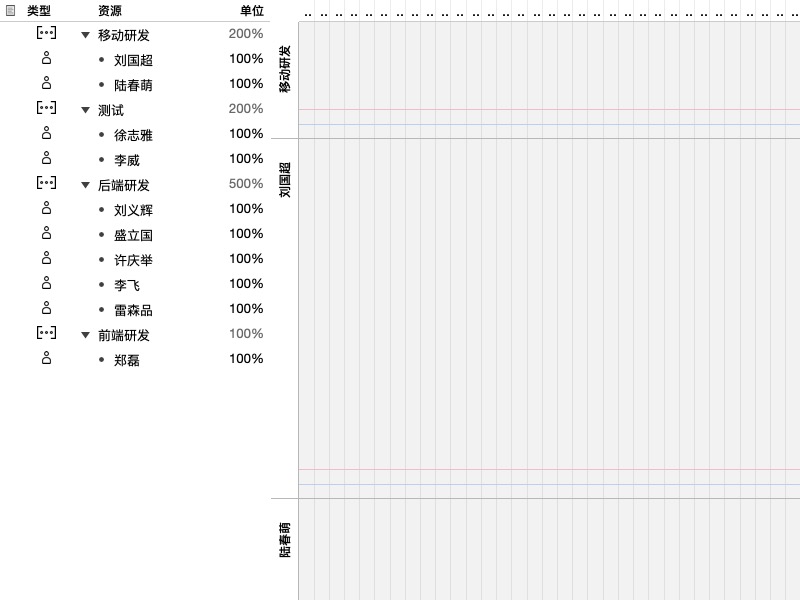 类型 资源 单位
移动研发 200%
刘国超 100%
陆春萌 100%
测试 200%
徐志雅 100%
李威 100%
后端研发 500%
刘义辉 100%
盛立国 100%
许庆举 100%
李飞 100%
雷森品 100%
前端研发 100%
郑磊 100%
移动研发
刘国超
陆春萌